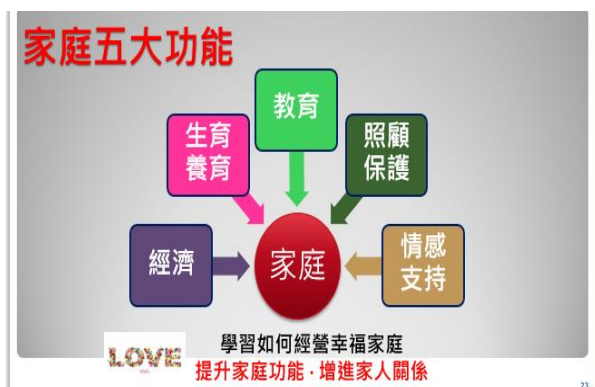 家庭五大功能
教育
生育
養育
照顧
保護
經濟
家庭
情感
支持
學習如何經營幸福家庭
LOVE
提升家庭功能‧增進家人關係
23